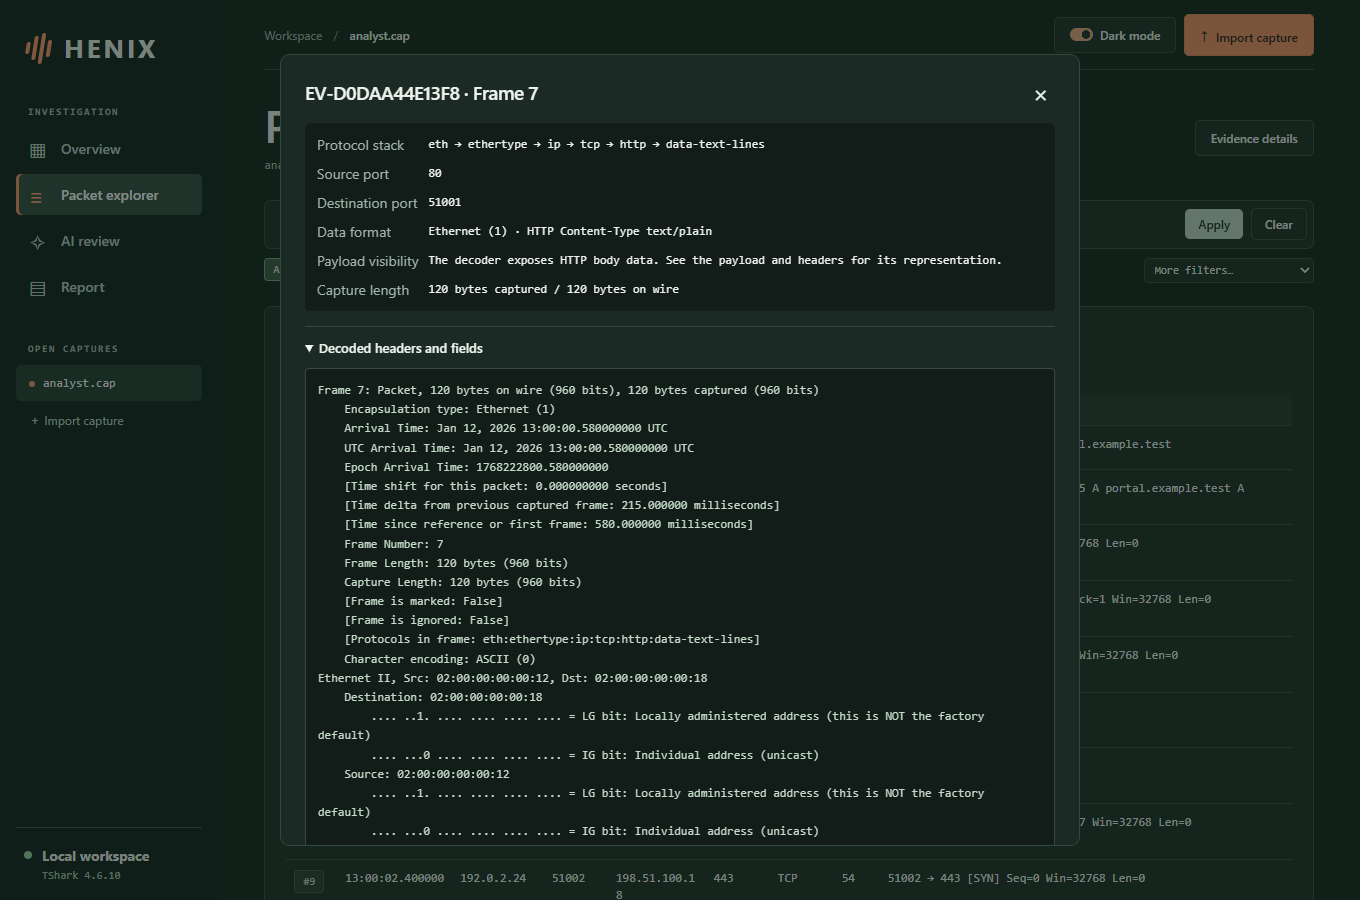 HENIX
Workspace / analyst.cap
Dark mode
↑ Import capture
INVESTIGATION
Overview
Packet explorer
AI review
Report
OPEN CAPTURES
analyst.cap
+ Import capture
Local workspace
TShark 4.6.10
Evidence details
Apply
Clear
More filters…
EV-D0DAA44E13F8 · Frame 7
×
Protocol stack eth → ethertype → ip → tcp → http → data-text-lines
Source port 80
Destination port 51001
Data format Ethernet (1) · HTTP Content-Type text/plain
Payload visibility The decoder exposes HTTP body data. See the payload and headers for its representation.
Capture length 120 bytes captured / 120 bytes on wire
▼ Decoded headers and fields
Frame 7: Packet, 120 bytes on wire (960 bits), 120 bytes captured (960 bits)
Encapsulation type: Ethernet (1)
Arrival Time: Jan 12, 2026 13:00:00.580000000 UTC
UTC Arrival Time: Jan 12, 2026 13:00:00.580000000 UTC
Epoch Arrival Time: 1768222800.580000000
[Time shift for this packet: 0.000000000 seconds]
[Time delta from previous captured frame: 215.000000 milliseconds]
[Time since reference or first frame: 580.000000 milliseconds]
Frame Number: 7
Frame Length: 120 bytes (960 bits)
Capture Length: 120 bytes (960 bits)
[Frame is marked: False]
[Frame is ignored: False]
[Protocols in frame: eth:ethertype:ip:tcp:http:data-text-lines]
Character encoding: ASCII (0)
Ethernet II, Src: 02:00:00:00:00:12, Dst: 02:00:00:00:00:18
Destination: 02:00:00:00:00:18
.... ..1. .... .... .... .... = LG bit: Locally administered address (this is NOT the factory
default)
.... ...0 .... .... .... .... = IG bit: Individual address (unicast)
Source: 02:00:00:00:00:12
.... ..1. .... .... .... .... = LG bit: Locally administered address (this is NOT the factory
default)
.... ...0 .... .... .... .... = IG bit: Individual address (unicast)
l.example.test
5 A portal.example.test A
768 Len=0
ck=1 Win=32768 Len=0
Win=32768 Len=0
7 Win=32768 Len=0
#9 13:00:02.400000 192.0.2.24 51002 198.51.100.1 443 TCP 54 51002 → 443 [SYN] Seq=0 Win=32768 Len=0
8